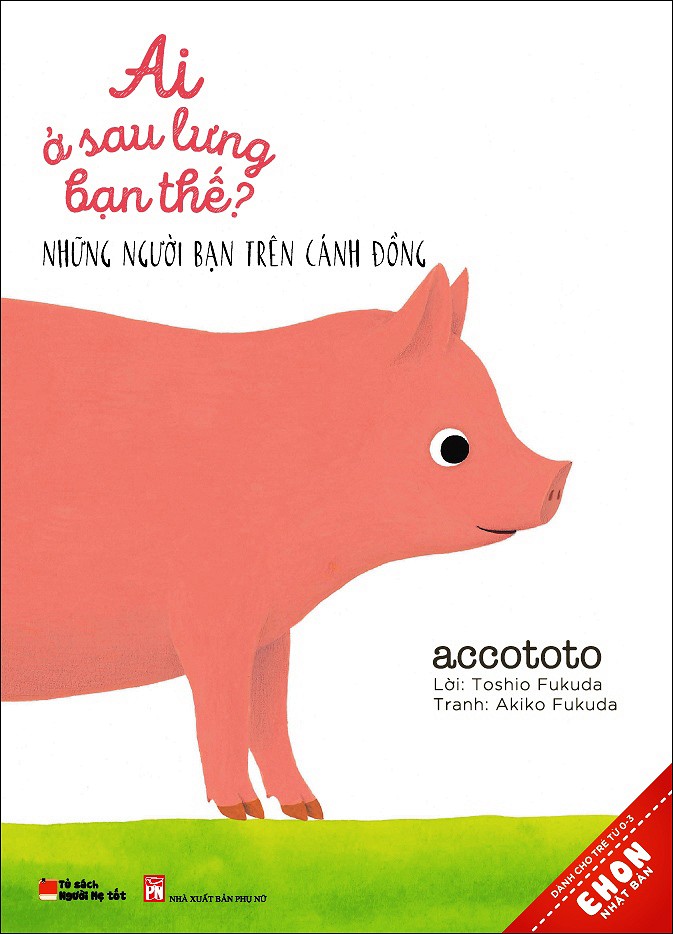 Ai
ở sau lưng
bạn thế?
NHỮNG NGƯỜI BẠN TRÊN CÁNH ĐỒNG
accototo
Lời: Toshio Fukuda
Tranh: Akiko Fukuda
DÀNH CHO TRẺ TỪ 0-3
EHON
NHẬT BẢN
Tủ sách
Người Mẹ tốt
PN
NHÀ XUẤT BẢN PHỤ NỮ